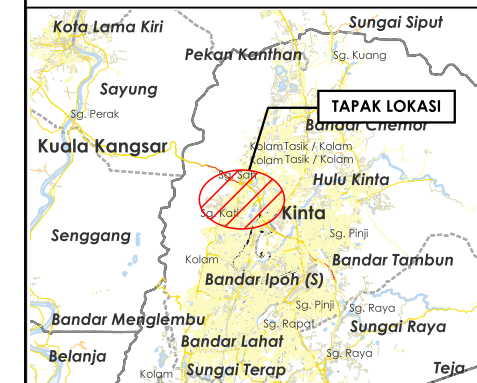 Kota Lama Kiri
Sungai Siput
Pekan Kanthan
Sg. Kuang
Sayung
TAPAK LOKASI
Sg. Perak
Bandar Chemor
Kuala Kangsar
Kolam Tasik / Kolam
Kolam Tasik / Kolam
Sg. Sat
Hulu Kinta
Sg. Kati
Kinta
Senggang
Sg. Pinji
Kolam
Bandar Tambun
Bandar Ipoh (S)
Sg. Pinji
Sg. Raya
Bandar Menglembu
Sg. Rapat
Sungai Raya
Bandar Lahat
Belanja
Sg. Raya
Kolam
Sungai Terap
Teja